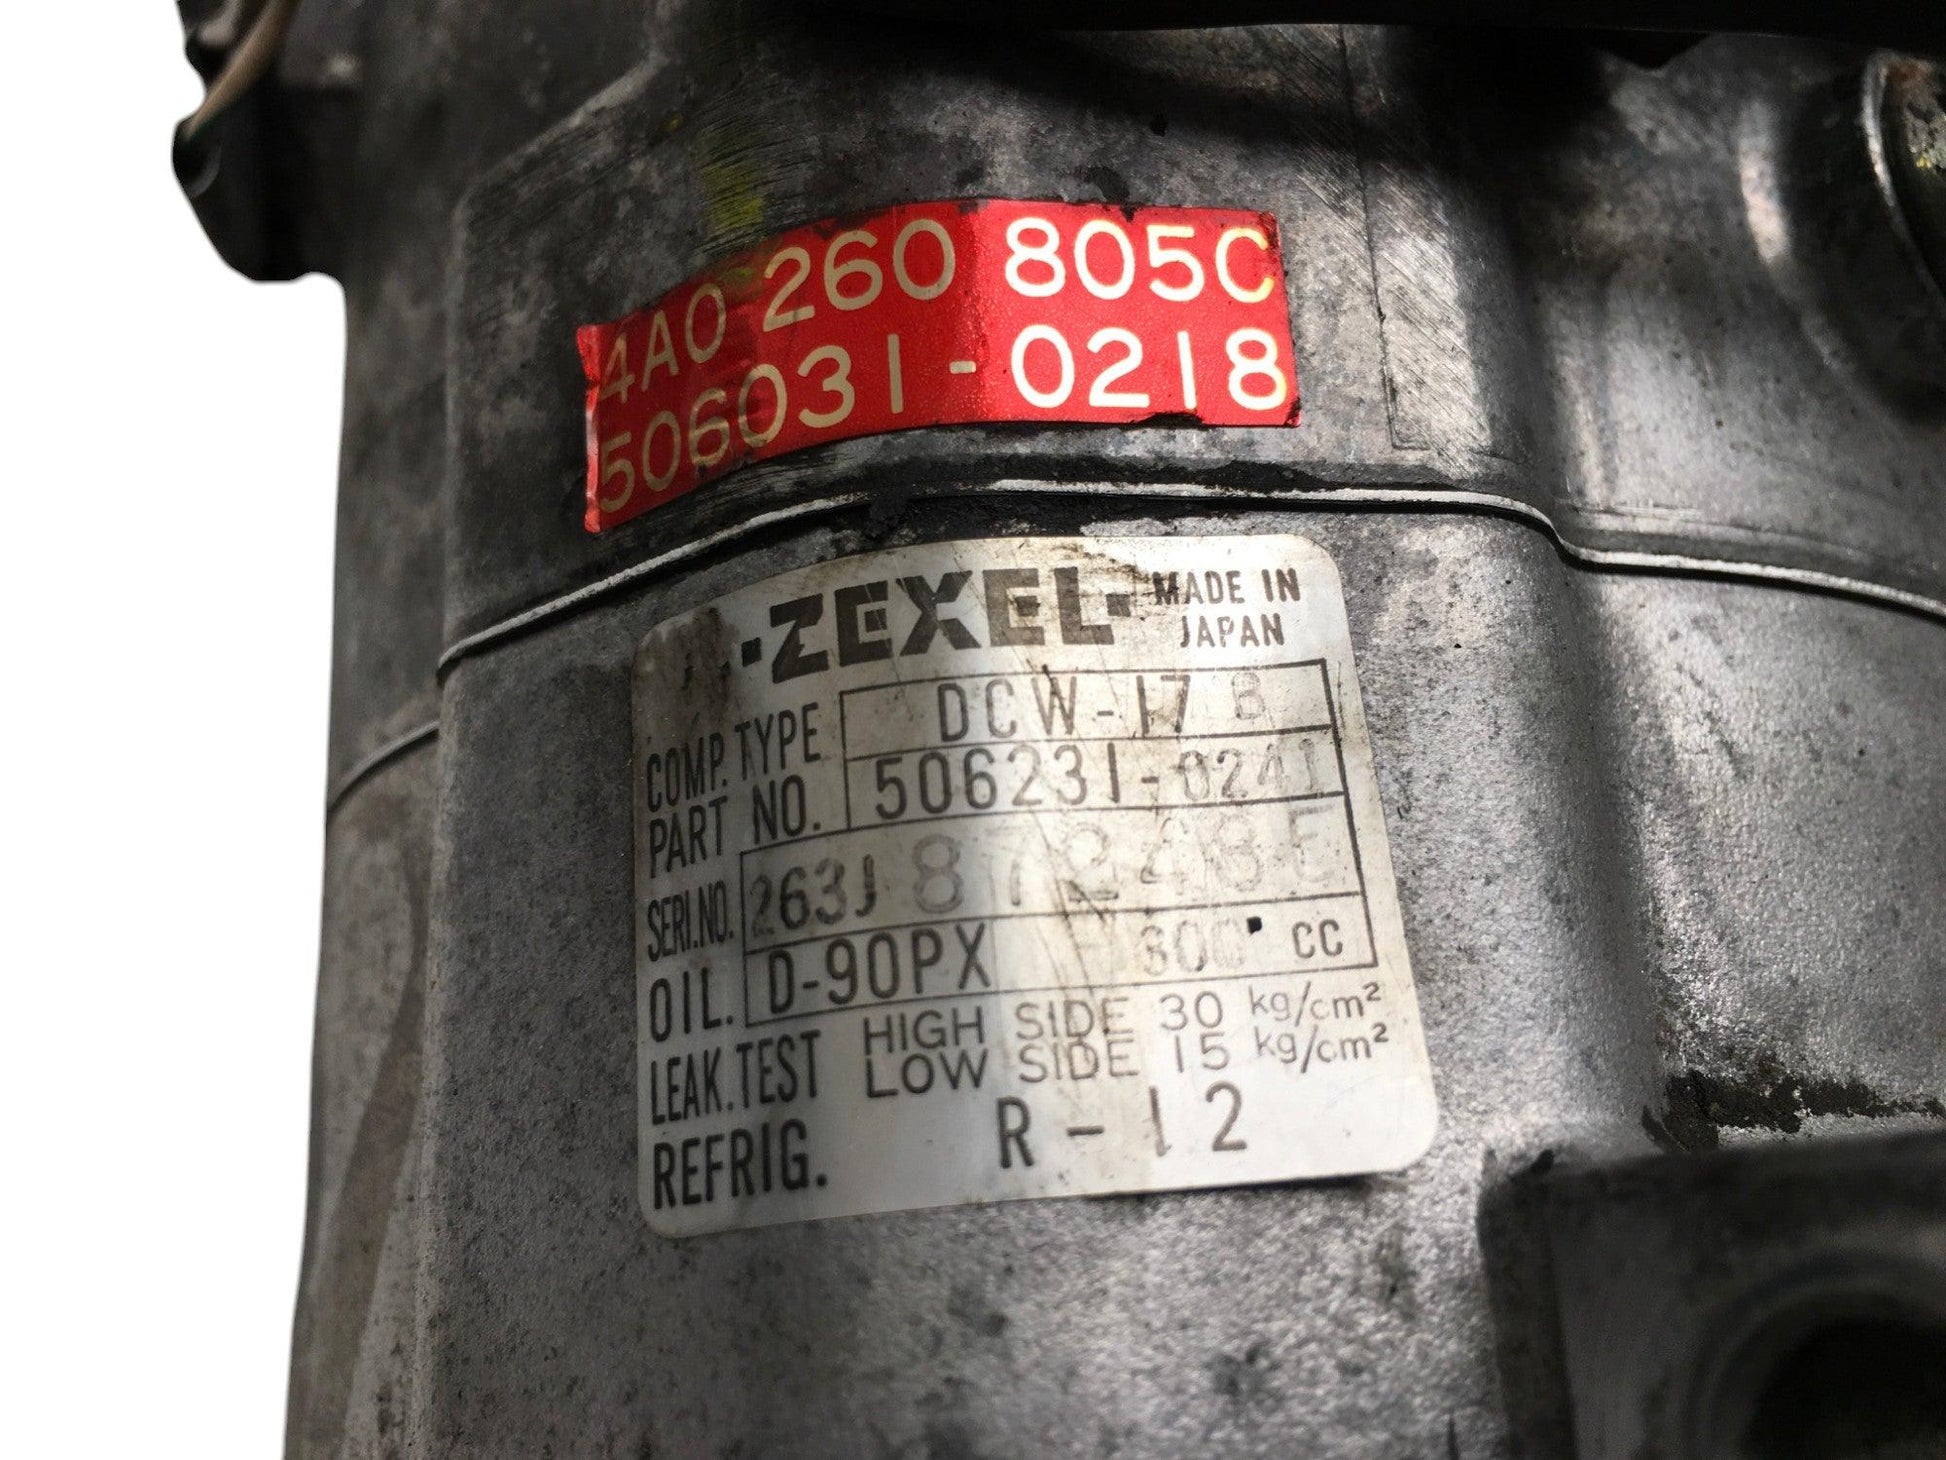 4A0 260 805C
506031-0218
ZEXEL MADE IN
JAPAN
COMP. TYPE DCW-17 B
PART NO. 506231-0241
SERI.NO. 263J
OIL. D-90PX 300 CC
LEAK.TEST HIGH SIDE 30 kg/cm²
LOW SIDE 15 kg/cm²
REFRIG. R-12